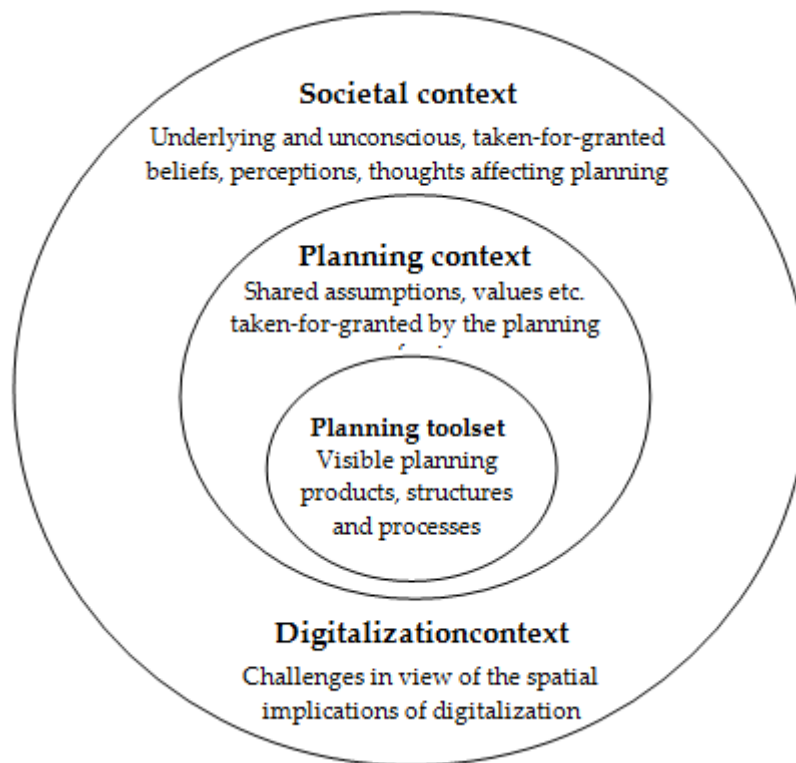 Societal context
Underlying and unconscious, taken-for-granted
beliefs, perceptions, thoughts affecting planning
Planning context
Shared assumptions, values etc.
taken-for-granted by the planning
Planning toolset
Visible planning
products, structures
and processes
Digitalizationcontext
Challenges in view of the spatial
implications of digitalization